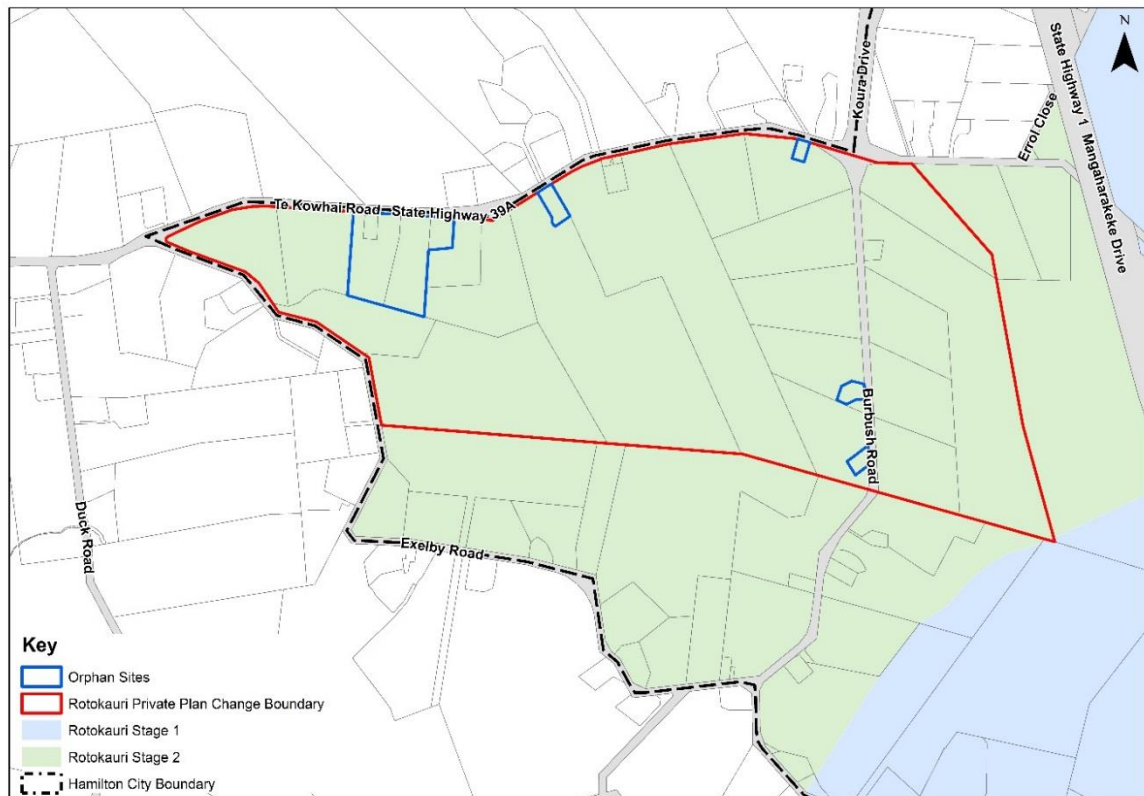 N
Koura Drive
State Highway 1 Mangaharakeke Drive
Errol Close
Te Kowhai Road- State Highway 39A
Burbush Road
Duck Road
Exelby Road
Key
Orphan Sites
Rotokauri Private Plan Change Boundary
Rotokauri Stage 1
Rotokauri Stage 2
Hamilton City Boundary